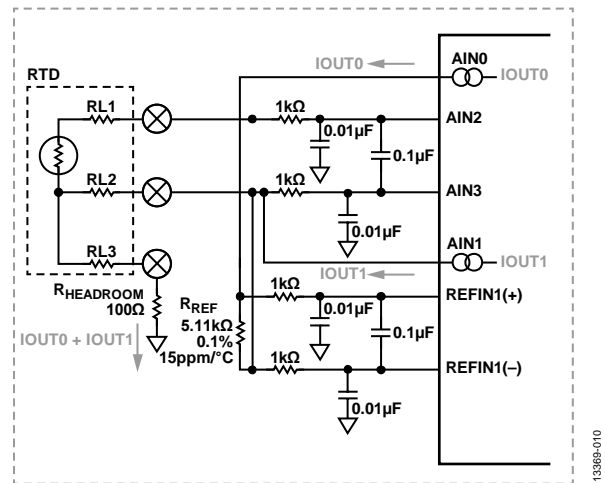 AIN0
IOUT0
IOUT0
RTD
RL1
1kΩ
AIN2
0.01µF
0.1µF
RL2
1kΩ
AIN3
0.01µF
AIN1
RL3
IOUT1
IOUT1
RHEADROOM
100Ω
1kΩ
REFIN1(+)
RREF
5.11kΩ
0.1%
15ppm/°C
0.01µF
0.1µF
IOUT0 + IOUT1
1kΩ
REFIN1(–)
0.01µF
13369-010